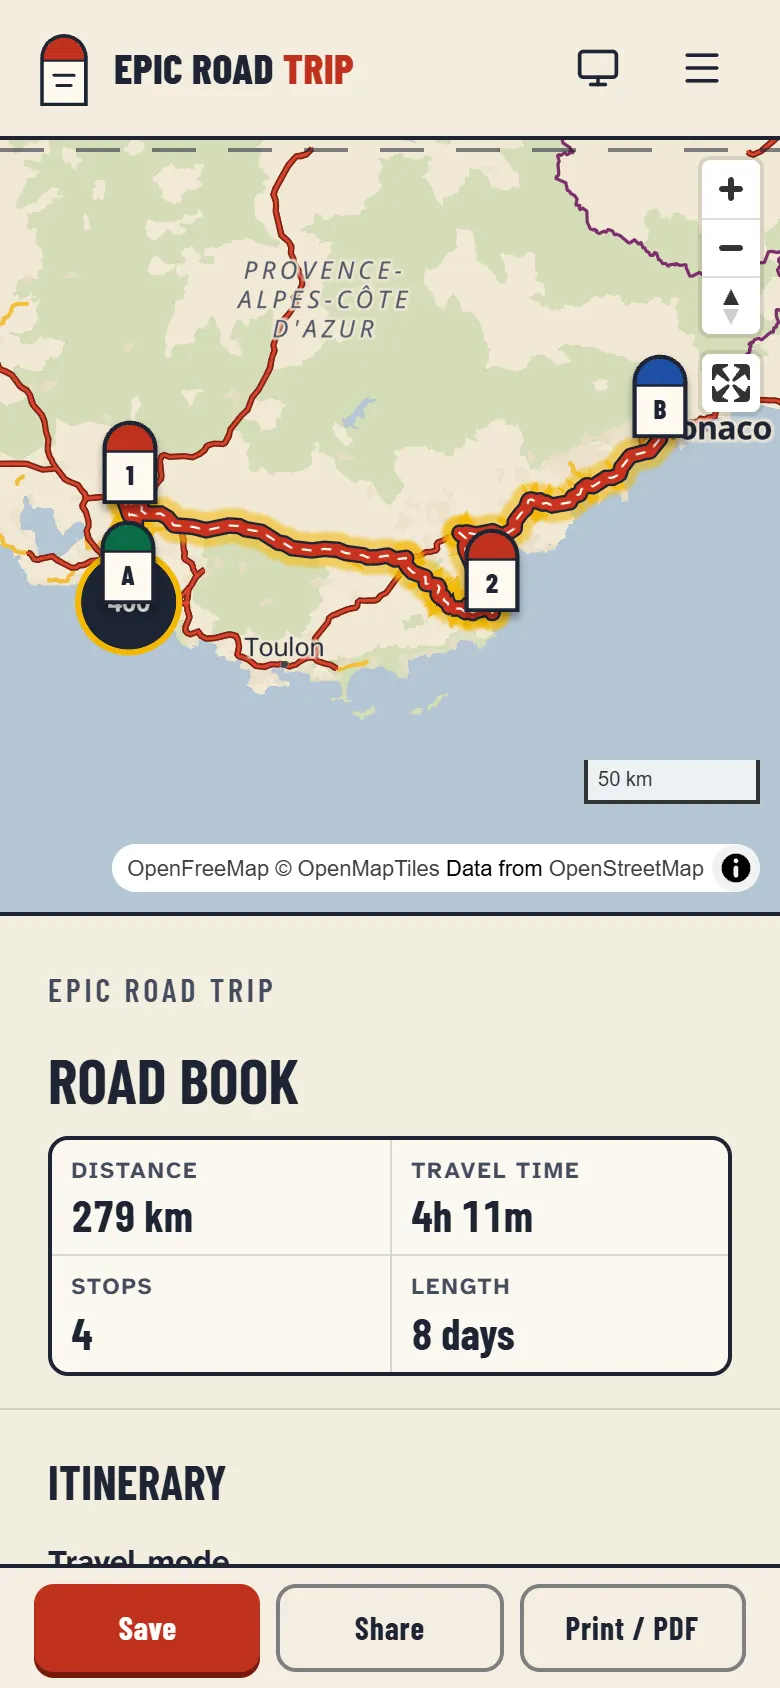 EPIC ROAD TRIP
PROVENCE-
ALPES-CÔTE
D'AZUR
B
onaco
1
A
2
Toulon
50 km
OpenFreeMap © OpenMapTiles Data from OpenStreetMap
EPIC ROAD TRIP
ROAD BOOK
DISTANCE
279 km
TRAVEL TIME
4h 11m
STOPS
4
LENGTH
8 days
ITINERARY
Travel mode
Save
Share
Print / PDF